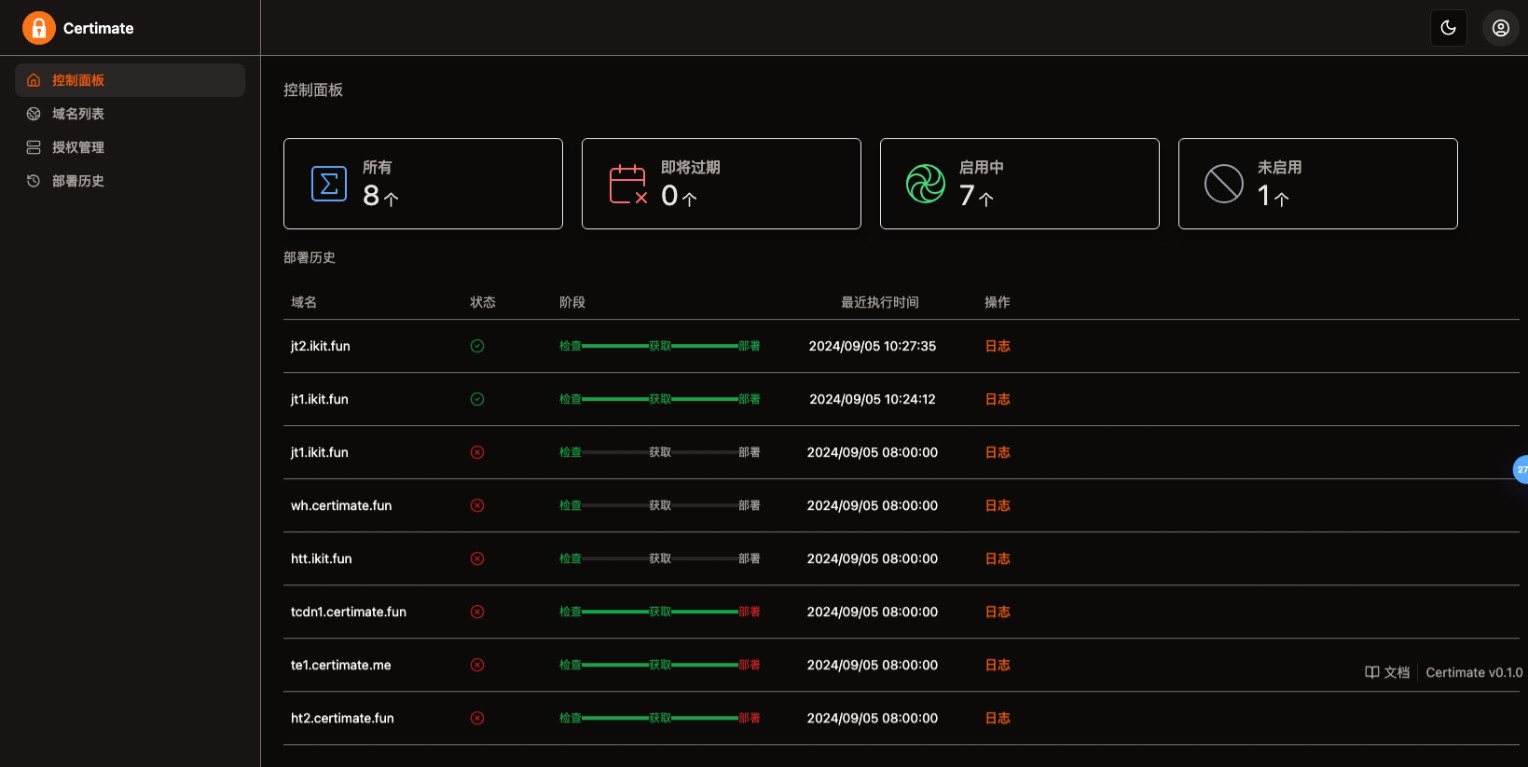 Certimate
控制面板
域名列表
授权管理
部署历史
控制面板
所有
8个
即将过期
0个
启用中
7个
未启用
1个
部署历史
域名 状态 阶段 最近执行时间 操作
jt2.ikit.fun 检查 获取 部署 2024/09/05 10:27:35 日志
jt1.ikit.fun 检查 获取 部署 2024/09/05 10:24:12 日志
jt1.ikit.fun 检查 获取 部署 2024/09/05 08:00:00 日志
wh.certimate.fun 检查 获取 部署 2024/09/05 08:00:00 日志
htt.ikit.fun 检查 获取 部署 2024/09/05 08:00:00 日志
tcdn1.certimate.fun 检查 获取 部署 2024/09/05 08:00:00 日志
te1.certimate.me 检查 获取 部署 2024/09/05 08:00:00 日志
ht2.certimate.fun 检查 获取 部署 2024/09/05 08:00:00 日志
27
文档 Certimate v0.1.0